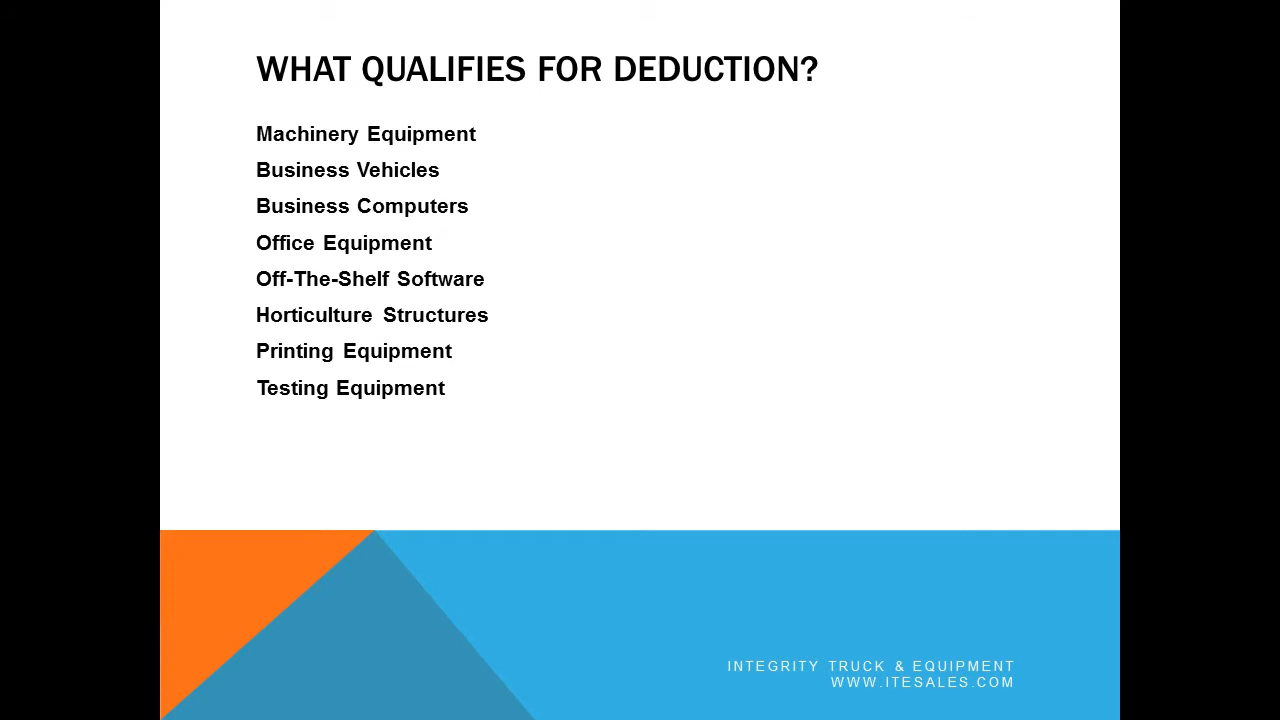 WHAT QUALIFIES FOR DEDUCTION?
Machinery Equipment
Business Vehicles
Business Computers
Office Equipment
Off-The-Shelf Software
Horticulture Structures
Printing Equipment
Testing Equipment
INTEGRITY TRUCK & EQUIPMENT
WWW.ITESALES.COM